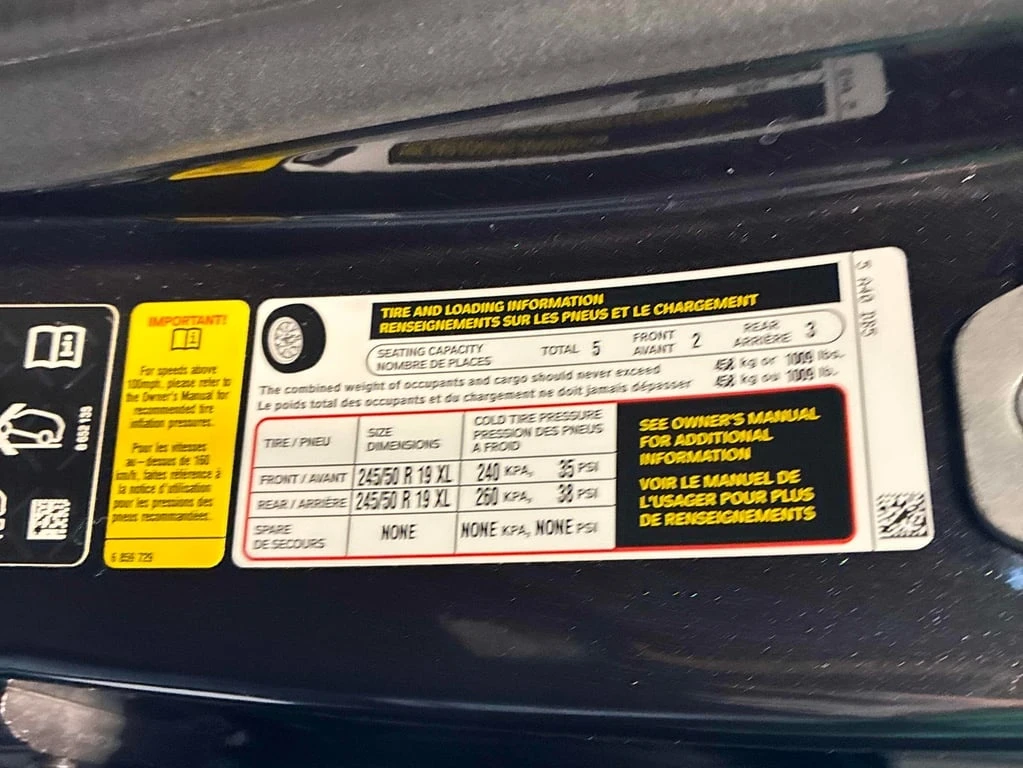 TIRE AND LOADING INFORMATION
RENSEIGNEMENTS SUR LES PNEUS ET LE CHARGEMENT
SEATING CAPACITY
NOMBRE DE PLACES
TOTAL 5
FRONT
AVANT 2
REAR
ARRIÈRE 3
The combined weight of occupants and cargo should never exceed 458 kg or 1009 lbs.
Le poids total des occupants et du chargement ne doit jamais dépasser 458 kg ou 1009 lb.
TIRE / PNEU
SIZE
DIMENSIONS
COLD TIRE PRESSURE
PRESSION DES PNEUS
A FROID
FRONT / AVANT 245/50 R 19 XL 240 KPA, 35 PSI
REAR / ARRIÈRE 245/50 R 19 XL 260 KPA, 38 PSI
SPARE
DE SECOURS
NONE NONE KPA, NONE PSI
SEE OWNER'S MANUAL
FOR ADDITIONAL
INFORMATION
VOIR LE MANUEL DE
L'USAGER POUR PLUS
DE RENSEIGNEMENTS
IMPORTANT!
For speeds above
100mph, please refer to
the Owner's Manual for
recommended tire
inflation pressures.
Pour les vitesses
au - dessus de 160
km/h, faites référence à
la notice d'utilisation
pour les pressions des
pneus recommandées.